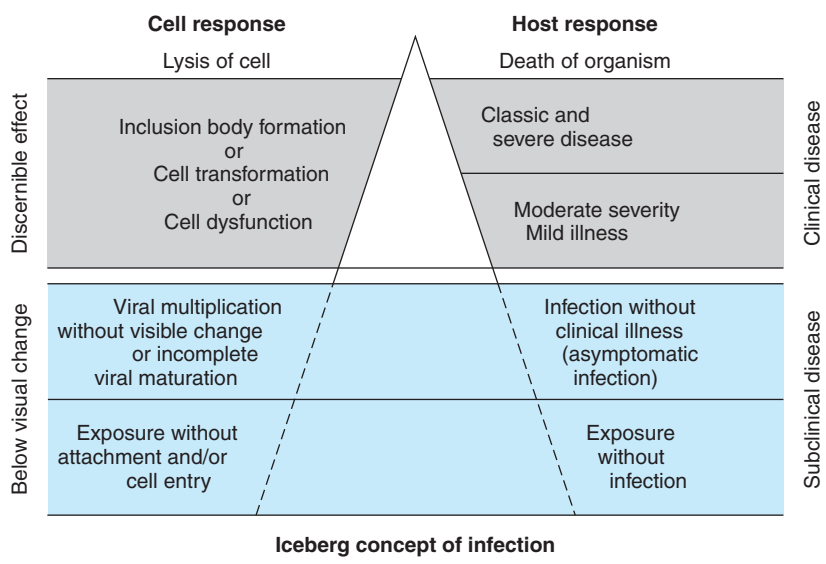 Cell response
Lysis of cell
Host response
Death of organism
Discernible effect
Inclusion body formation
or
Cell transformation
or
Cell dysfunction
Classic and
severe disease
Moderate severity
Mild illness
Clinical disease
Below visual change
Viral multiplication
without visible change
or incomplete
viral maturation
Exposure without
attachment and/or
cell entry
Infection without
clinical illness
(asymptomatic
infection)
Exposure
without
infection
Subclinical disease
Iceberg concept of infection